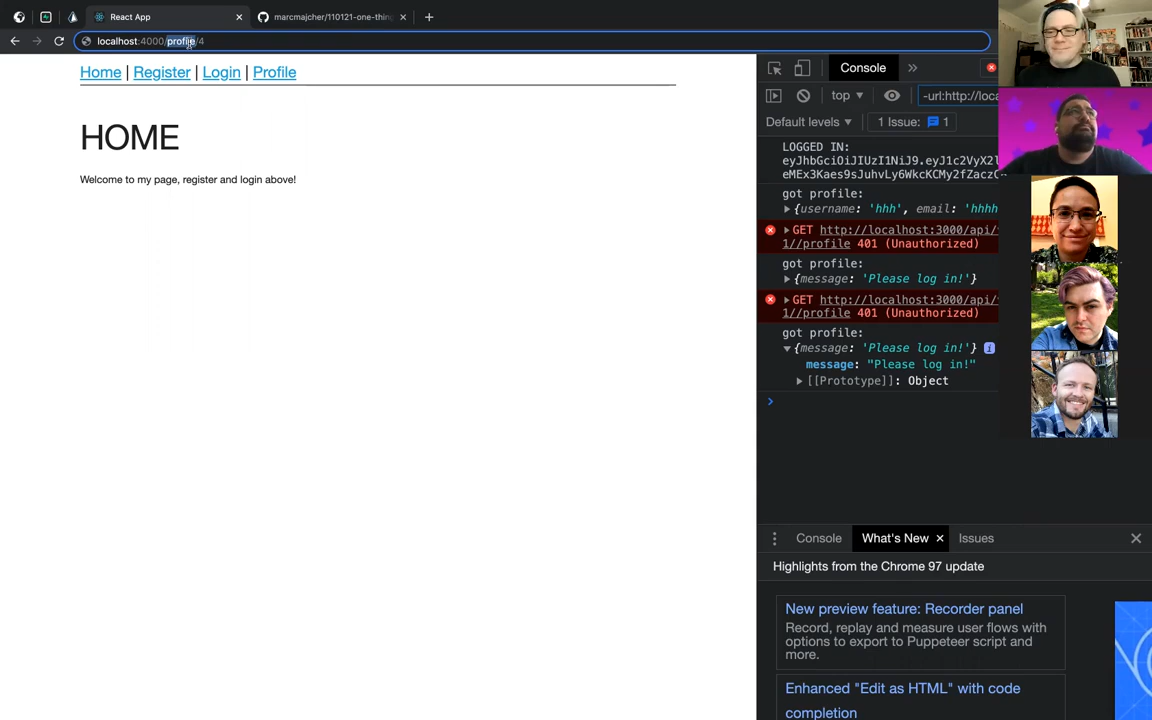 React App
marcmajcher/110121-one-thing
localhost:4000/profile/4
Home | Register | Login | Profile
HOME
Welcome to my page, register and login above!
Console
top
-url:http://loca
Default levels
1 Issue: 1
LOGGED IN:
got profile:
{username: 'hhh', email: 'hhhh
GET http://localhost:3000/api/
1//profile 401 (Unauthorized)
got profile:
{message: 'Please log in!'}
GET http://localhost:3000/api/
1//profile 401 (Unauthorized)
got profile:
{message: 'Please log in!'}
message: "Please log in!"
[[Prototype]]: Object
Console
What's New
Issues
Highlights from the Chrome 97 update
New preview feature: Recorder panel
Record, replay and measure user flows with
options to export to Puppeteer script and
more.
Enhanced "Edit as HTML" with code
completion